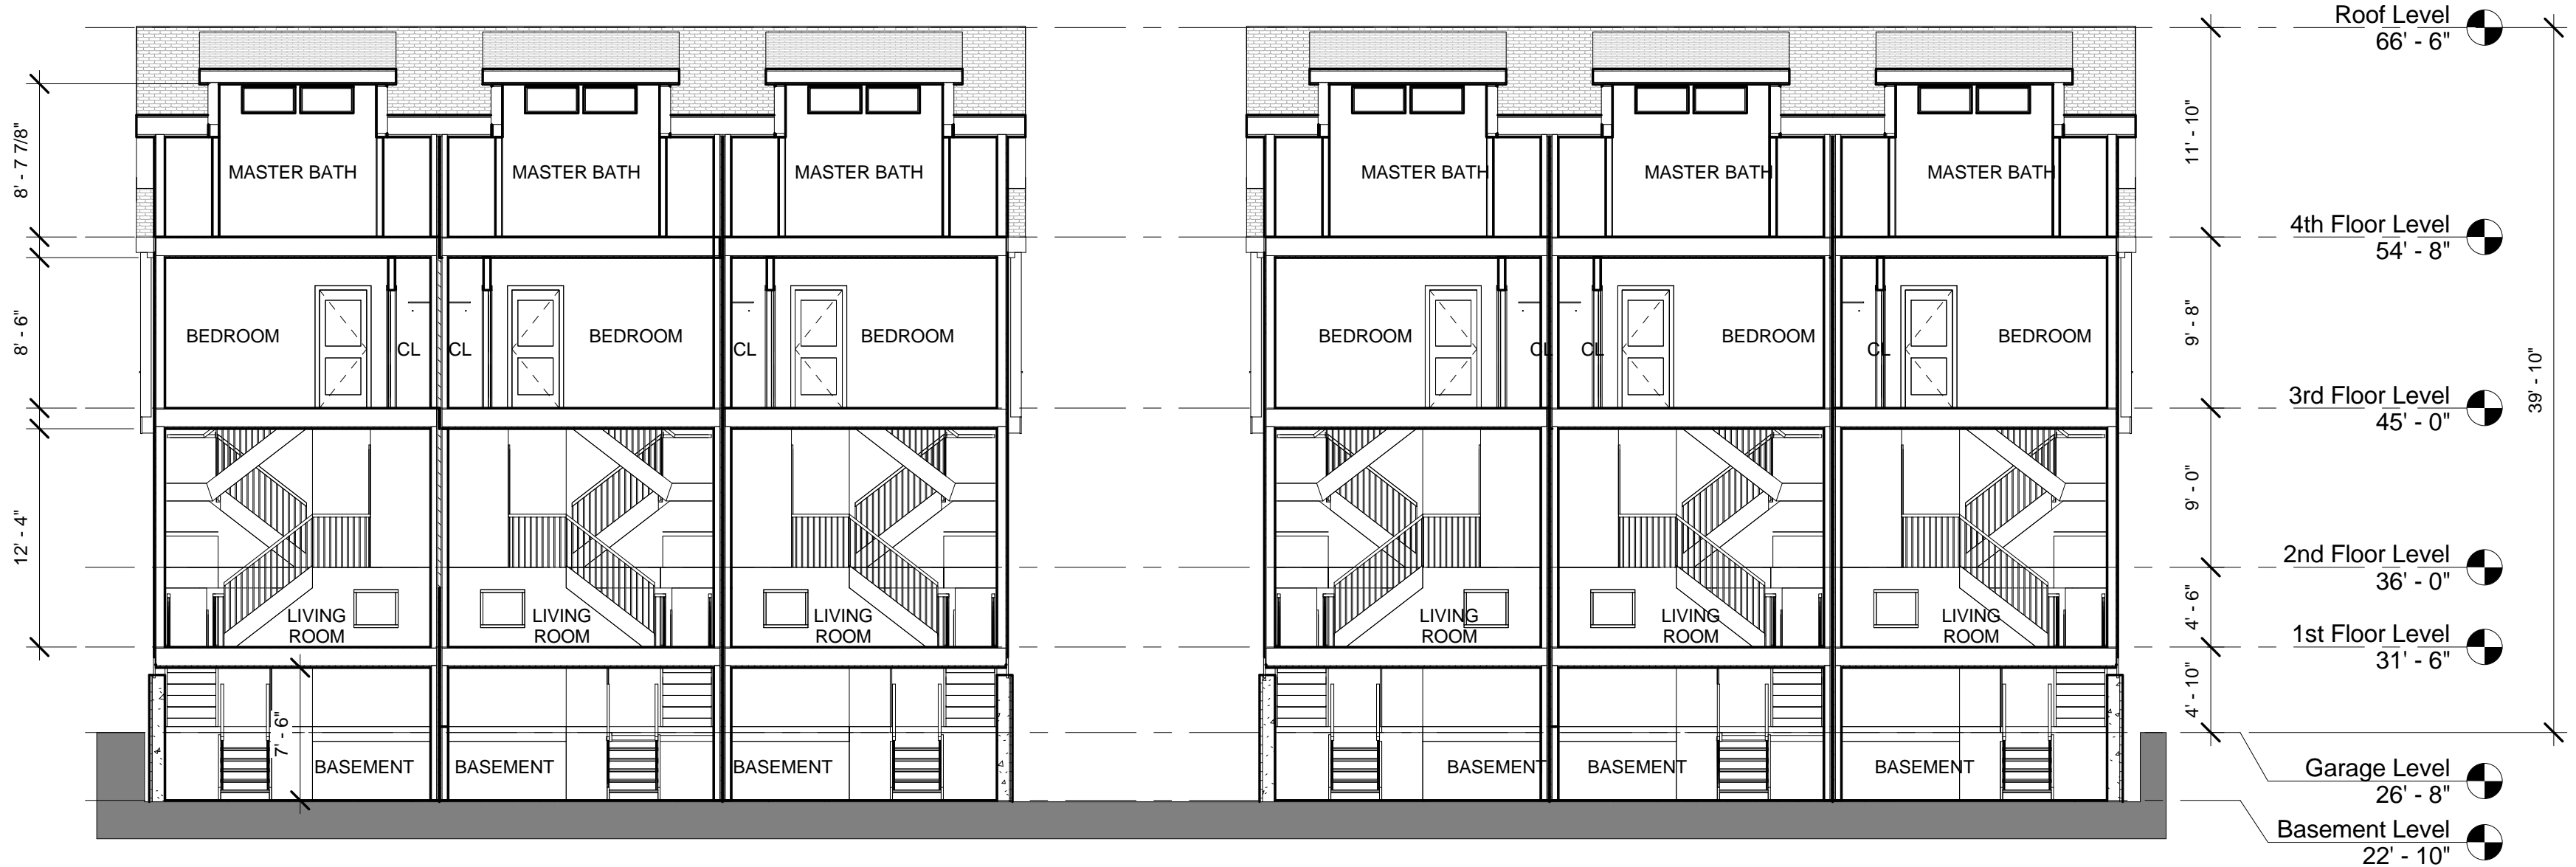 Roof Level
66' - 6"
8' - 7 7/8"
11' - 10"
MASTER BATH
MASTER BATH
MASTER BATH
MASTER BATH
MASTER BATH
MASTER BATH
4th Floor Level
54' - 8"
8' - 6"
9' - 8"
BEDROOM
CL
CL
BEDROOM
CL
BEDROOM
BEDROOM
CL
CL
BEDROOM
CL
BEDROOM
39' - 10"
3rd Floor Level
45' - 0"
12' - 4"
9' - 0"
2nd Floor Level
36' - 0"
LIVING
ROOM
LIVING
ROOM
LIVING
ROOM
LIVING
ROOM
LIVING
ROOM
LIVING
ROOM
4' - 6"
1st Floor Level
31' - 6"
7' - 6"
4' - 10"
BASEMENT
BASEMENT
BASEMENT
BASEMENT
BASEMENT
BASEMENT
Garage Level
26' - 8"
Basement Level
22' - 10"